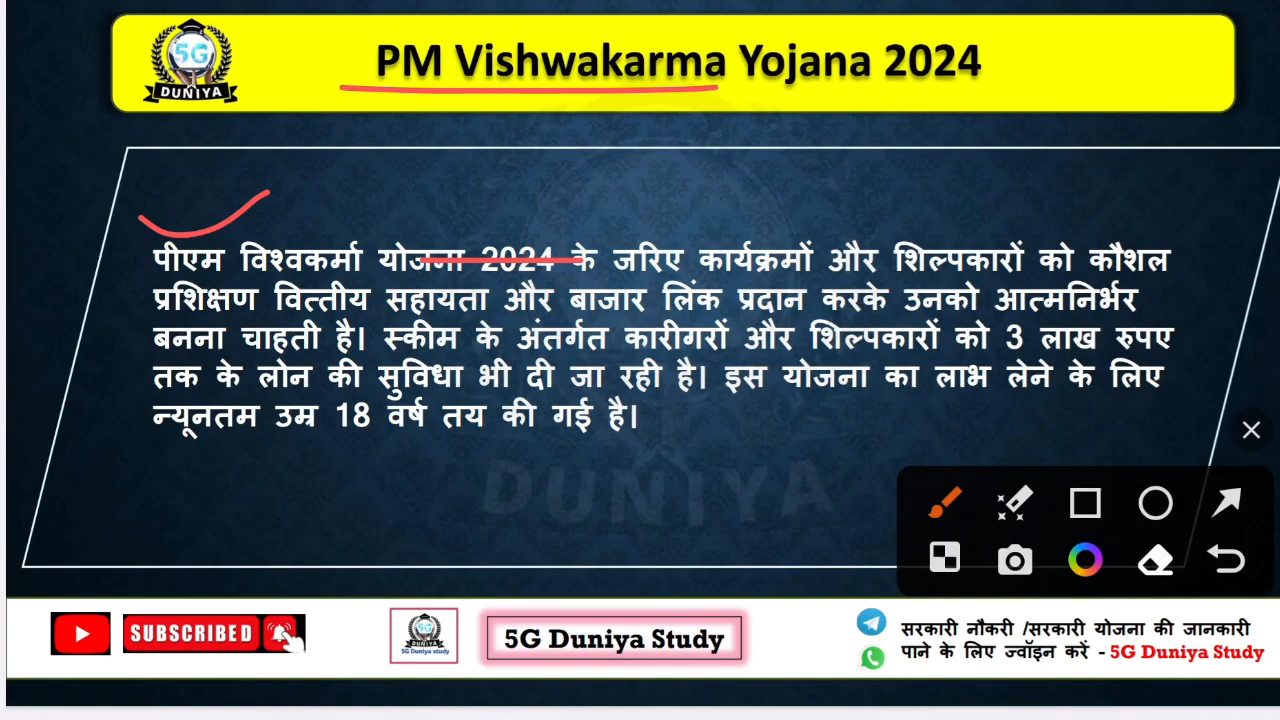 5G
DUNIYA
PM Vishwakarma Yojana 2024
पीएम विश्वकर्मा योजना 2024 के जरिए कार्यक्रमों और शिल्पकारों को कौशल
प्रशिक्षण वित्तीय सहायता और बाजार लिंक प्रदान करके उनको आत्मनिर्भर
बनना चाहती है। स्कीम के अंतर्गत कारीगरों और शिल्पकारों को 3 लाख रुपए
तक के लोन की सुविधा भी दी जा रही है। इस योजना का लाभ लेने के लिए
न्यूनतम उम्र 18 वर्ष तय की गई है।
DUNIYA
SUBSCRIBED
5G
DUNIYA
5G Duniya study
5G Duniya Study
सरकारी नौकरी /सरकारी योजना की जानकारी
पाने के लिए ज्वॉइन करें - 5G Duniya Study